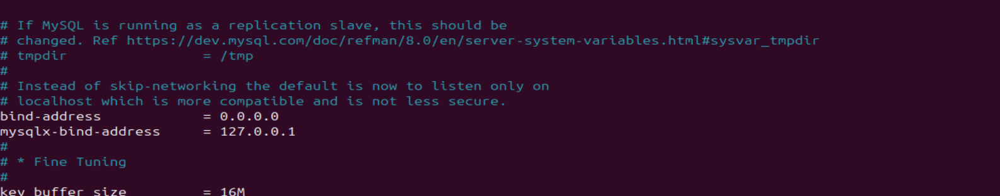 # If MySQL is running as a replication slave, this should be
# changed. Ref https://dev.mysql.com/doc/refman/8.0/en/server-system-variables.html#sysvar_tmpdir
# tmpdir                = /tmp
#
# Instead of skip-networking the default is now to listen only on
# localhost which is more compatible and is not less secure.
bind-address            = 0.0.0.0
mysqlx-bind-address     = 127.0.0.1
#
# * Fine Tuning
#
key_buffer_size         = 16M